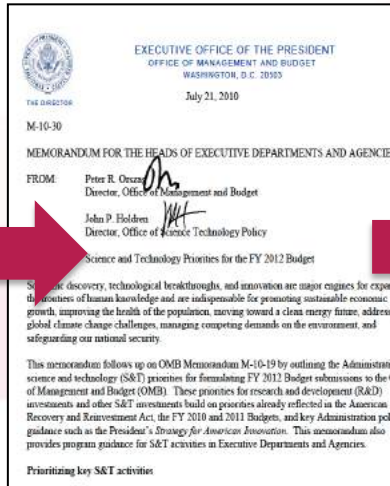 EXECUTIVE OFFICE OF THE PRESIDENT
OFFICE OF MANAGEMENT AND BUDGET
WASHINGTON, D.C. 20503
THE DIRECTOR
July 21, 2010
M-10-30
MEMORANDUM FOR THE HEADS OF EXECUTIVE DEPARTMENTS AND AGENCIE
FROM: Peter R. Orszag
Director, Office of Management and Budget
John P. Holdren
Director, Office of Science Technology Policy
Science and Technology Priorities for the FY 2012 Budget
discovery, technological breakthroughs, and innovation are major engines for expan
the frontiers of human knowledge and are indispensable for promoting sustainable economic
growth, improving the health of the population, moving toward a clean energy future, address
global climate change challenges, managing competing demands on the environment, and
safeguarding our national security.
This memorandum follows up on OMB Memorandum M-10-19 by outlining the Administrati
science and technology (S&T) priorities for formulating FY 2012 Budget submissions to the
of Management and Budget (OMB). These priorities for research and development (R&D)
investments and other S&T investments build on priorities already reflected in the American
Recovery and Reinvestment Act, the FY 2010 and 2011 Budgets, and key Administration pol
guidance such as the President's Strategy for American Innovation. This memorandum also
provides program guidance for S&T activities in Executive Departments and Agencies.
Prioritizing key S&T activities